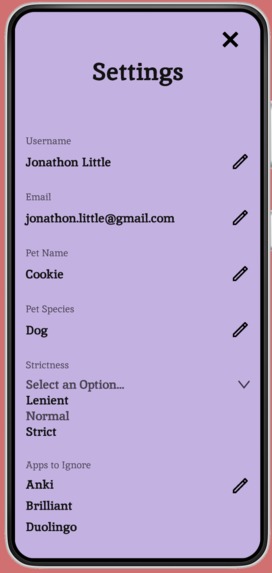 Settings
Username
Jonathon Little
Email
jonathon.little@gmail.com
Pet Name
Cookie
Pet Species
Dog
Strictness
Select an Option...
Lenient
Normal
Strict
Apps to Ignore
Anki
Brilliant
Duolingo